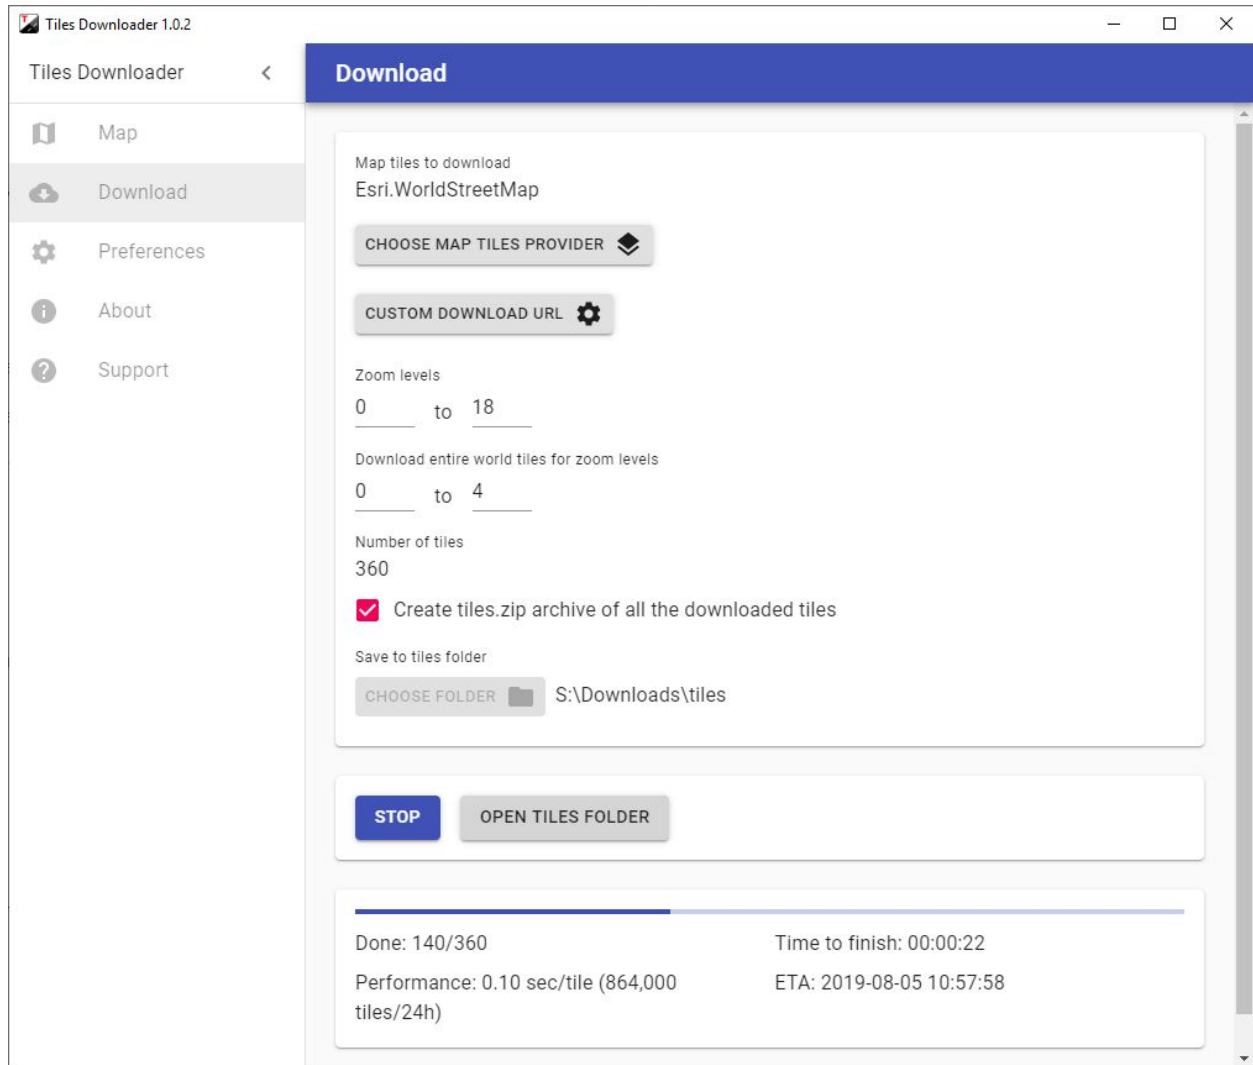 Tiles Downloader 1.0.2
Tiles Downloader
Download
Map
Download
Preferences
About
Support
Map tiles to download
Esri.WorldStreetMap
CHOOSE MAP TILES PROVIDER
CUSTOM DOWNLOAD URL
Zoom levels
0 to 18
Download entire world tiles for zoom levels
0 to 4
Number of tiles
360
Create tiles.zip archive of all the downloaded tiles
Save to tiles folder
CHOOSE FOLDER S:\Downloads\tiles
STOP OPEN TILES FOLDER
Done: 140/360
Time to finish: 00:00:22
Performance: 0.10 sec/tile (864,000
tiles/24h)
ETA: 2019-08-05 10:57:58